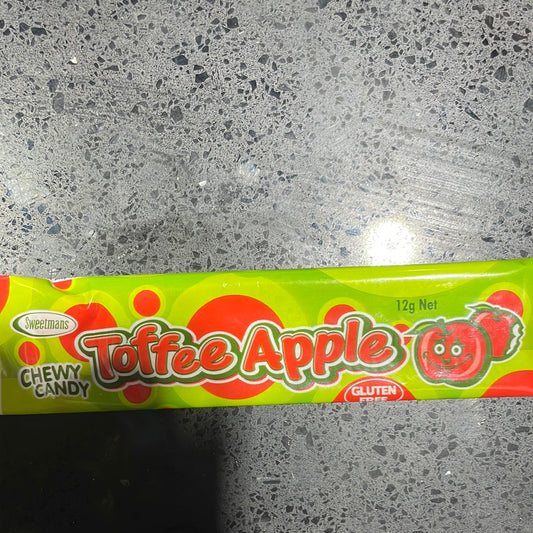 Sweetmans
CHEWY
CANDY
Toffee Apple
12g Net
GLUTEN
FREE